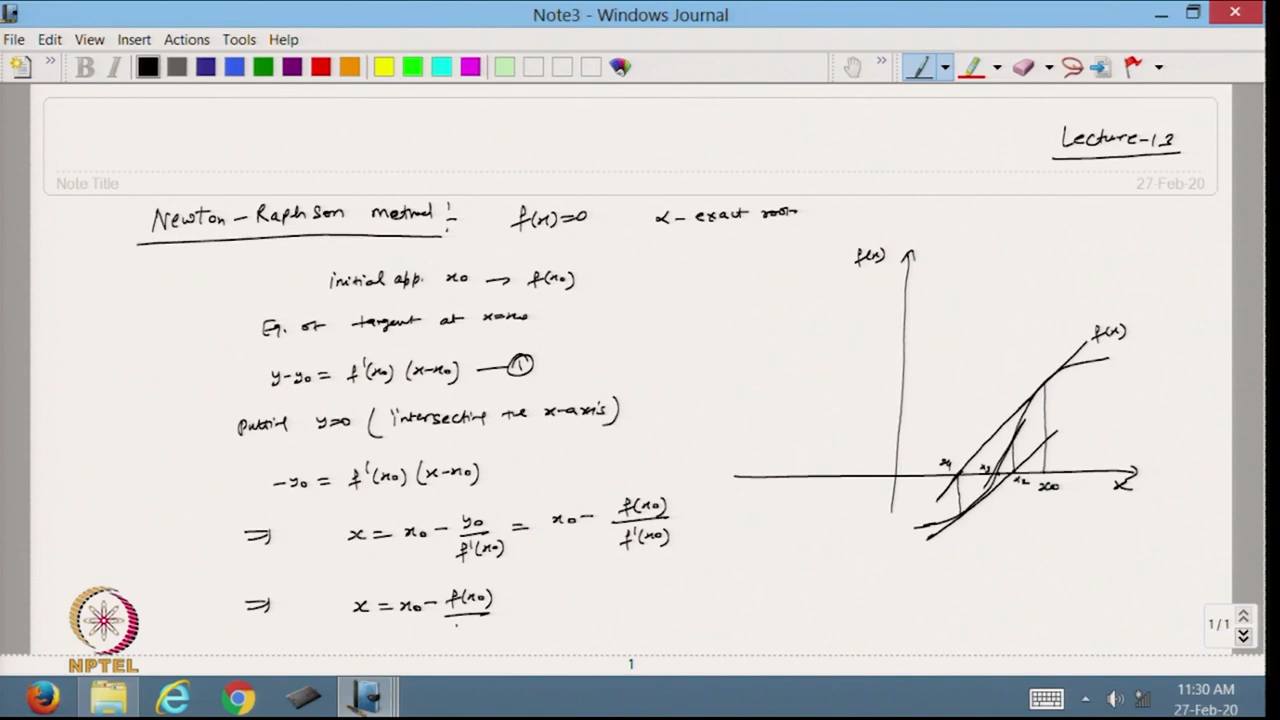 Note3 - Windows Journal
File Edit View Insert Actions Tools Help
Lecture-13
Note Title
27-Feb-20
Newton-Raphson method :- f(x)=0 α - exact root
initial app. x0 → f(x0)
Eq. of tangent at x=x0
y-y0 = f'(x0) (x-x0) — ①
putting y=0 (intersecting the x-axis)
-y0 = f'(x0) (x-x0)
⇒ x = x0 - y0/f'(x0) = x0 - f(x0)/f'(x0)
⇒ x = x0 - f(x0)
f(x)
f(x)
x1 x3 x2 x0 x
NPTEL
1/1
1
11:30 AM
27-Feb-20